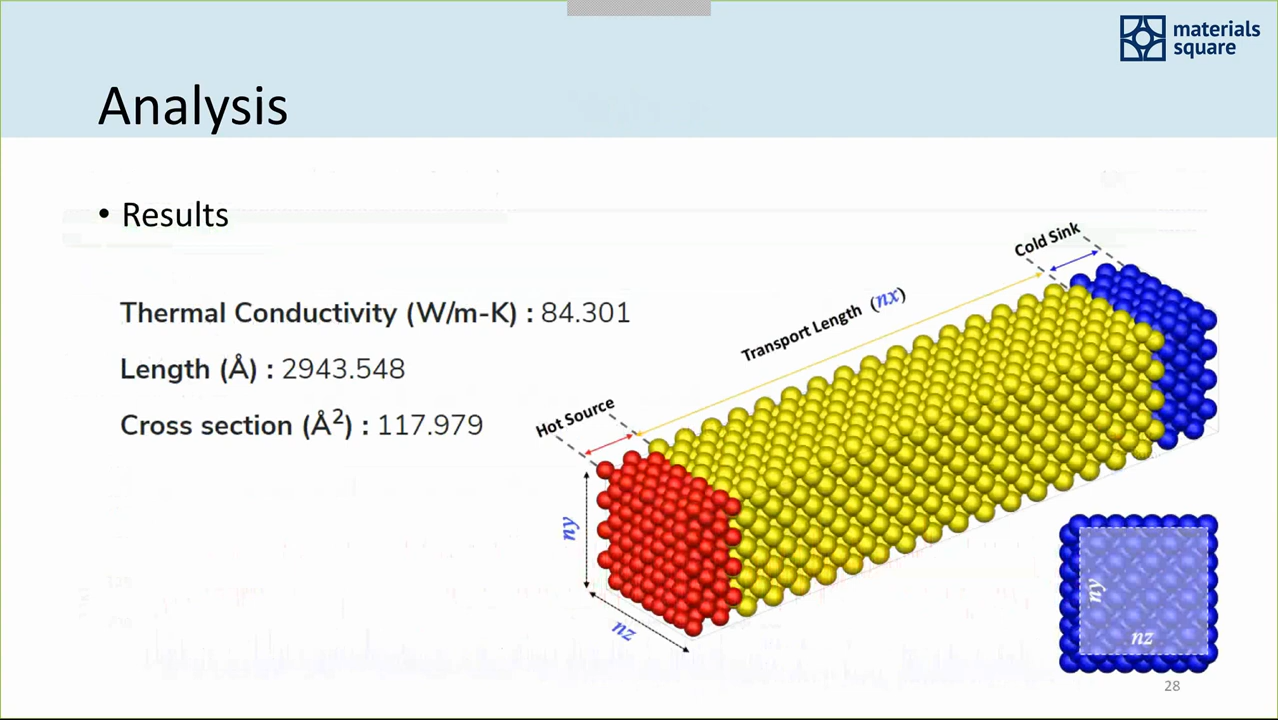 materials
square
Analysis
• Results
Thermal Conductivity (W/m-K) : 84.301
Length (Å) : 2943.548
Cross section (Å²) : 117.979
Cold Sink
Transport Length (nx)
Hot Source
ny
nz
ny
nz
28